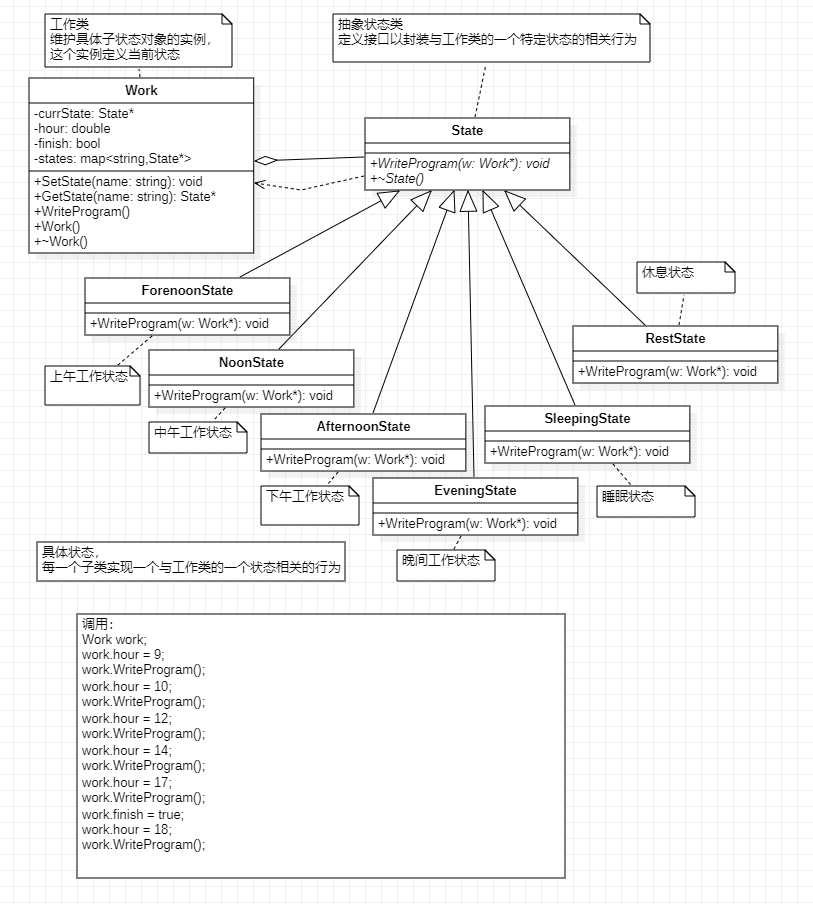 工作类
维护具体子状态对象的实例，
这个实例定义当前状态
抽象状态类
定义接口以封装与工作类的一个特定状态的相关行为
Work
-currState: State*
-hour: double
-finish: bool
-states: map<string,State*>
+SetState(name: string): void
+GetState(name: string): State*
+WriteProgram()
+Work()
+~Work()
State
+WriteProgram(w: Work*): void
+~State()
ForenoonState
+WriteProgram(w: Work*): void
上午工作状态
NoonState
+WriteProgram(w: Work*): void
中午工作状态
AfternoonState
+WriteProgram(w: Work*): void
下午工作状态
EveningState
+WriteProgram(w: Work*): void
晚间工作状态
SleepingState
+WriteProgram(w: Work*): void
睡眠状态
休息状态
RestState
+WriteProgram(w: Work*): void
具体状态，
每一个子类实现一个与工作类的一个状态相关的行为
调用：
Work work;
work.hour = 9;
work.WriteProgram();
work.hour = 10;
work.WriteProgram();
work.hour = 12;
work.WriteProgram();
work.hour = 14;
work.WriteProgram();
work.hour = 17;
work.WriteProgram();
work.finish = true;
work.hour = 18;
work.WriteProgram();